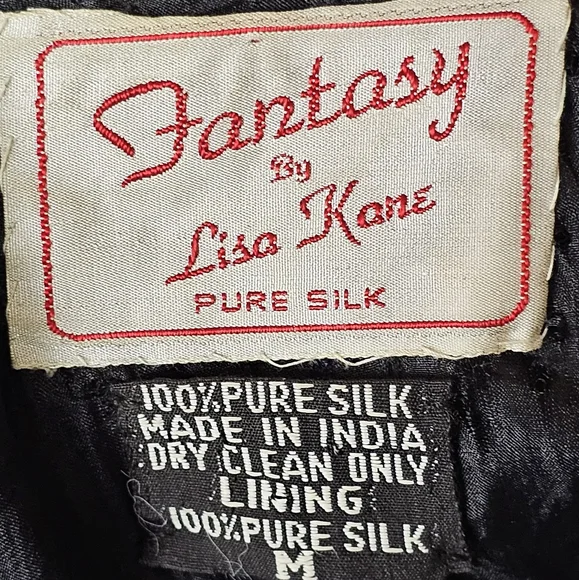 Fantasy
By
Lisa Kane
PURE SILK
100% PURE SILK
MADE IN INDIA
DRY CLEAN ONLY
LINING
100% PURE SILK
M